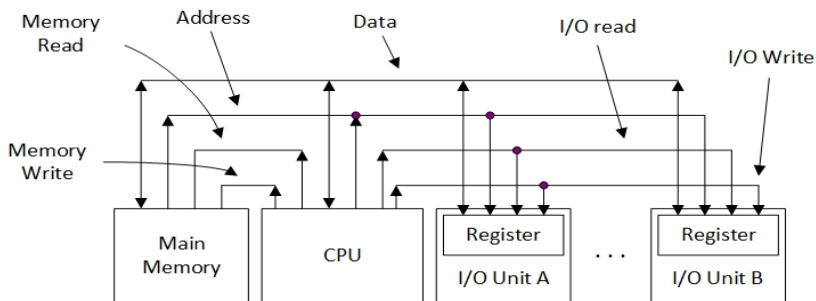 Memory
Read
Address
Data
I/O read
I/O Write
Memory
Write
Main
Memory
CPU
Register
I/O Unit A
. . .
Register
I/O Unit B